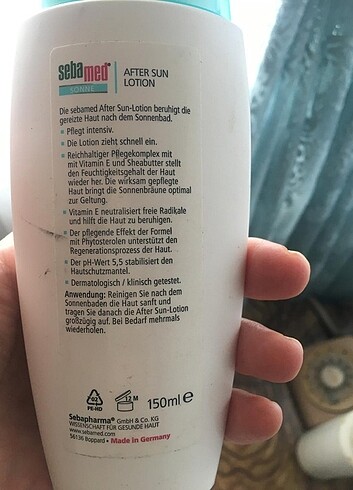 sebamed®
SONNE
AFTER SUN
LOTION
Die sebamed After Sun-Lotion beruhigt die
gereizte Haut nach dem Sonnenbad.
▪ Pflegt intensiv.
▪ Die Lotion zieht schnell ein.
▪ Reichhaltiger Pflegekomplex mit
mit Vitamin E und Sheabutter stellt
den Feuchtigkeitsgehalt der Haut
wieder her. Die wirksam gepflegte
Haut bringt die Sonnenbräune optimal
zur Geltung.
▪ Vitamin E neutralisiert freie Radikale
und hilft die Haut zu beruhigen.
▪ Der pflegende Effekt der Formel
mit Phytosterolen unterstützt den
Regenerationsprozess der Haut.
▪ Der pH-Wert 5,5 stabilisiert den
Hautschutzmantel.
▪ Dermatologisch / klinisch getestet.
Anwendung: Reinigen Sie nach dem
Sonnenbaden die Haut sanft und
tragen Sie danach die After Sun-Lotion
großzügig auf. Bei Bedarf mehrmals
wiederholen.
02
PE-HD
12 M
150ml e
Sebapharma® GmbH & Co. KG
WISSENSCHAFT FÜR GESUNDE HAUT
www.sebamed.com
56136 Boppard • Made in Germany